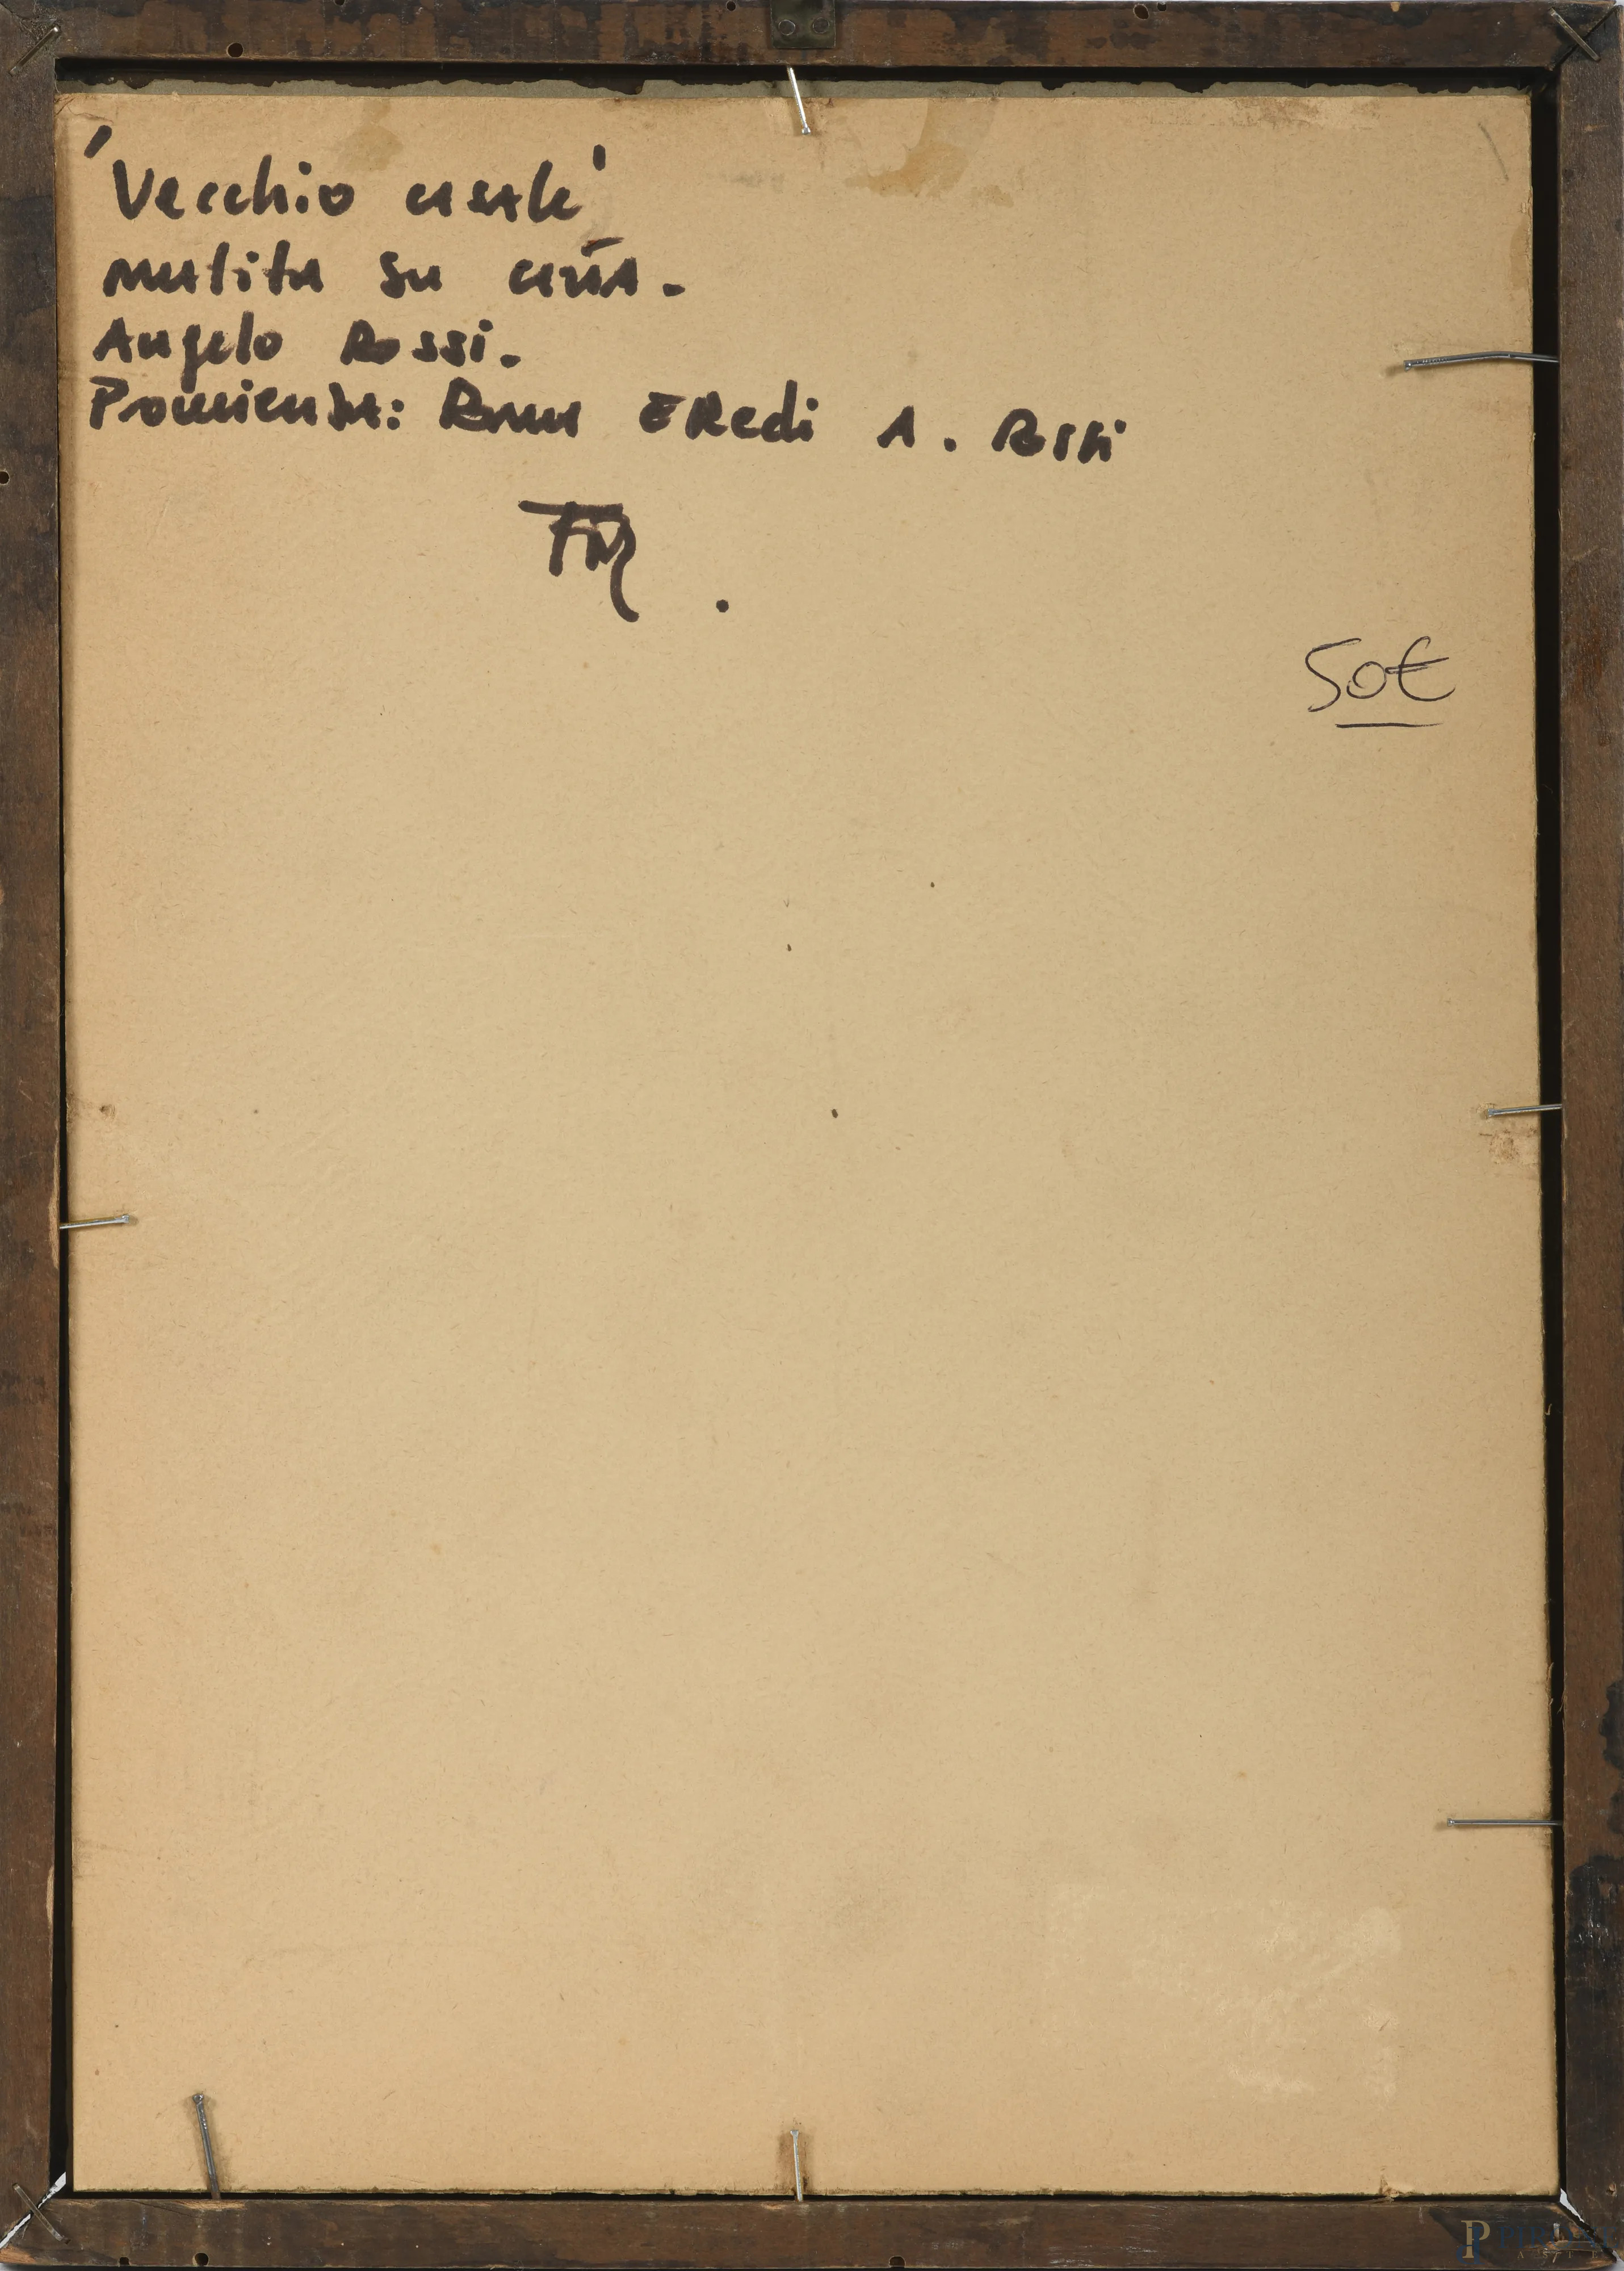 'Vecchio casale'
matita su carta.
Angelo Rossi.
Provenienza: Roma ERedi A. Rossi
FM
.
50€